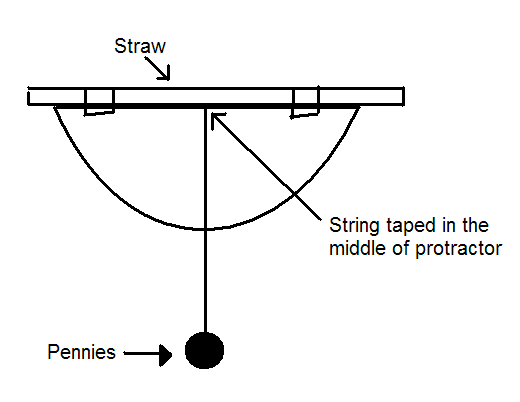 Straw
String taped in the
middle of protractor
Pennies